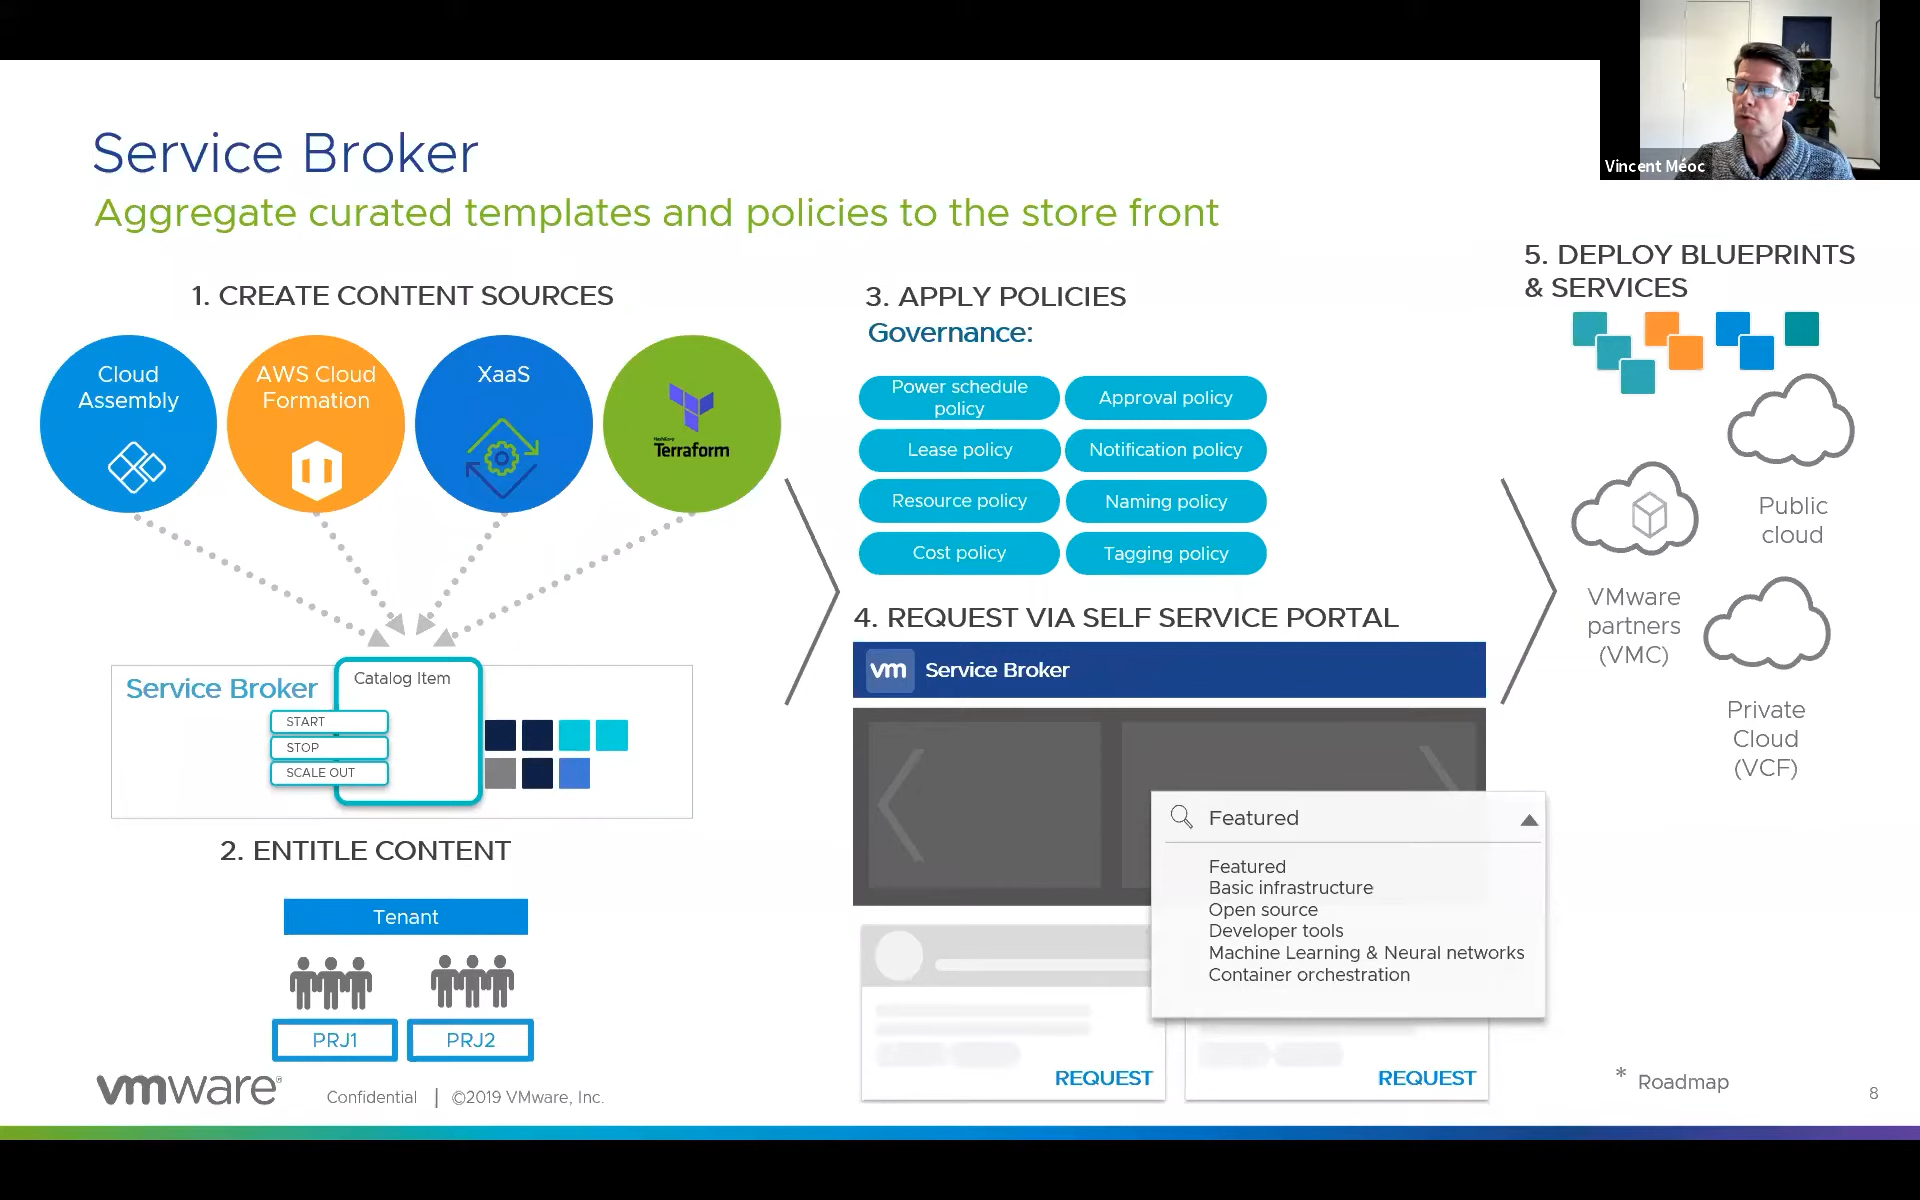 Vincent Méoc
Service Broker
Aggregate curated templates and policies to the store front
1. CREATE CONTENT SOURCES
Cloud
Assembly
AWS Cloud
Formation
XaaS
HashiCorp
Terraform
Service Broker
Catalog Item
START
STOP
SCALE OUT
2. ENTITLE CONTENT
Tenant
PRJ1
PRJ2
3. APPLY POLICIES
Governance:
Power schedule
policy
Approval policy
Lease policy
Notification policy
Resource policy
Naming policy
Cost policy
Tagging policy
4. REQUEST VIA SELF SERVICE PORTAL
vm
Service Broker
Featured
Featured
Basic infrastructure
Open source
Developer tools
Machine Learning & Neural networks
Container orchestration
REQUEST
REQUEST
5. DEPLOY BLUEPRINTS
& SERVICES
Public
cloud
VMware
partners
(VMC)
Private
Cloud
(VCF)
vmware®
Confidential | ©2019 VMware, Inc.
* Roadmap
8